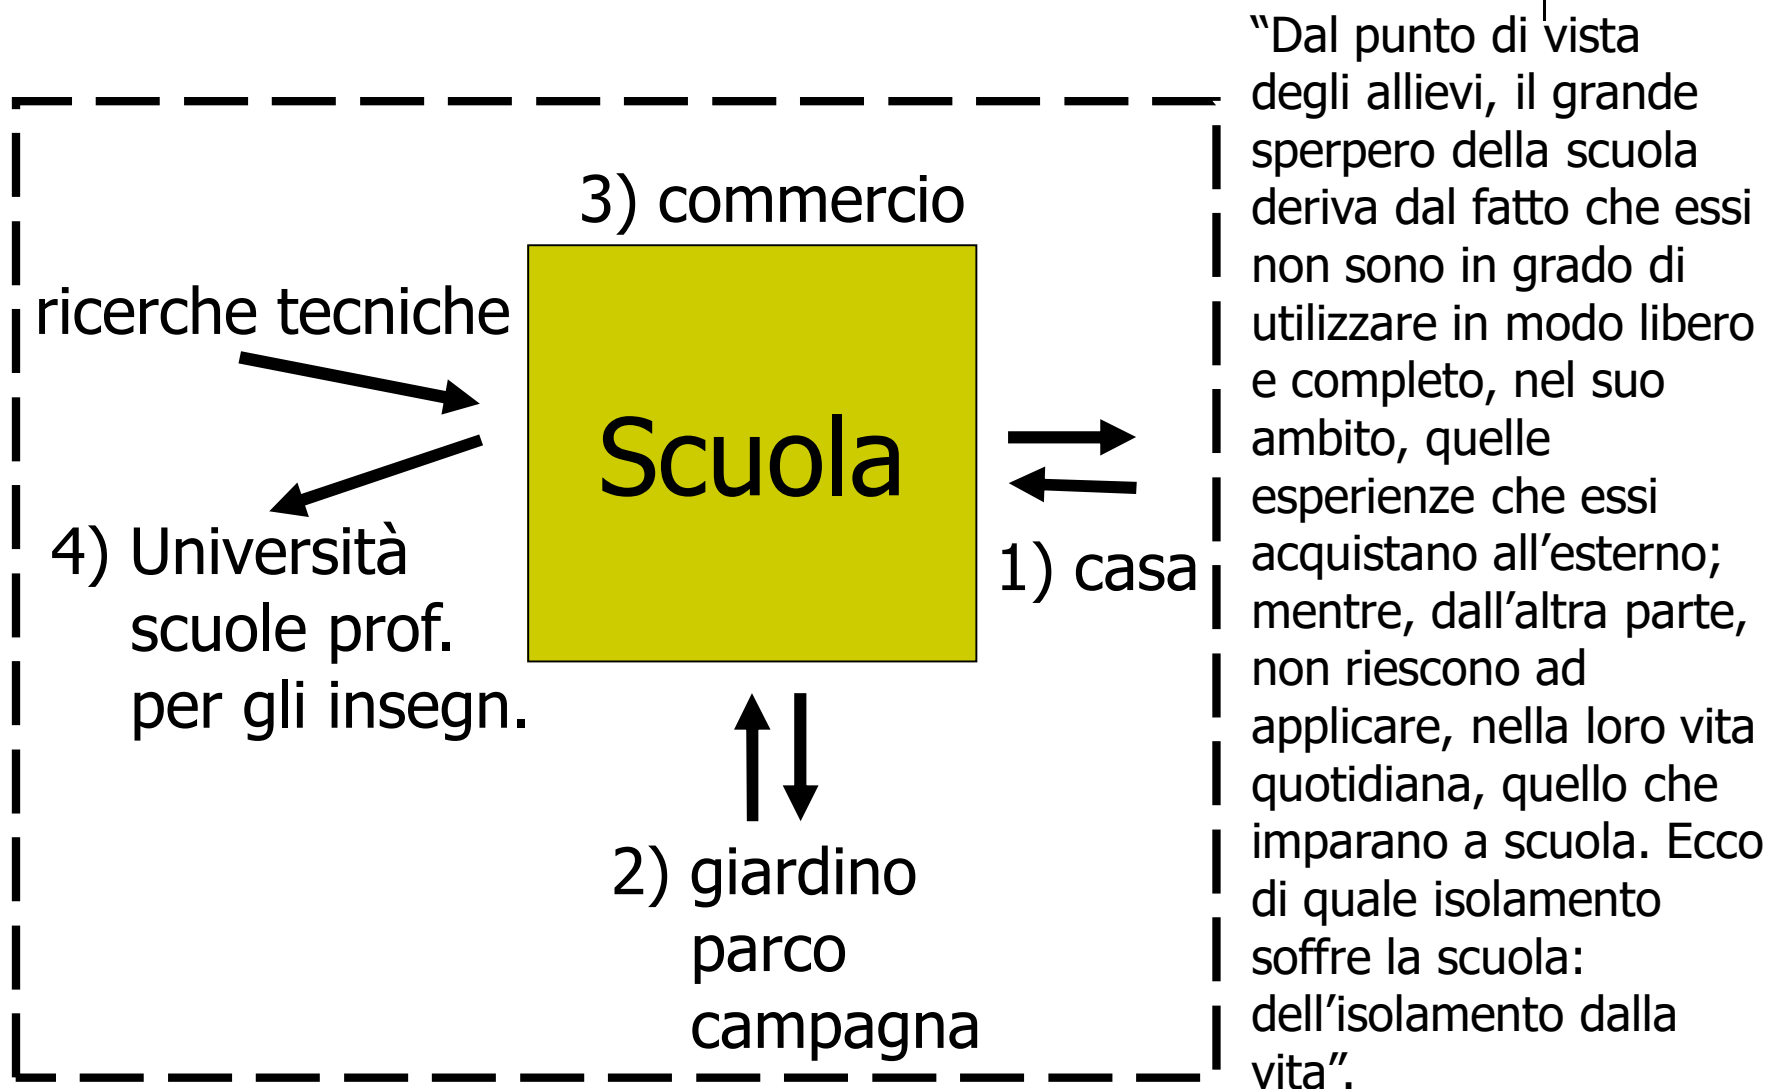 3) commercio
ricerche tecniche
Scuola
4) Università
scuole prof.
per gli insegn.
1) casa
2) giardino
parco
campagna
“Dal punto di vista
degli allievi, il grande
sperpero della scuola
deriva dal fatto che essi
non sono in grado di
utilizzare in modo libero
e completo, nel suo
ambito, quelle
esperienze che essi
acquistano all’esterno;
mentre, dall’altra parte,
non riescono ad
applicare, nella loro vita
quotidiana, quello che
imparano a scuola. Ecco
di quale isolamento
soffre la scuola:
dell’isolamento dalla
vita”.